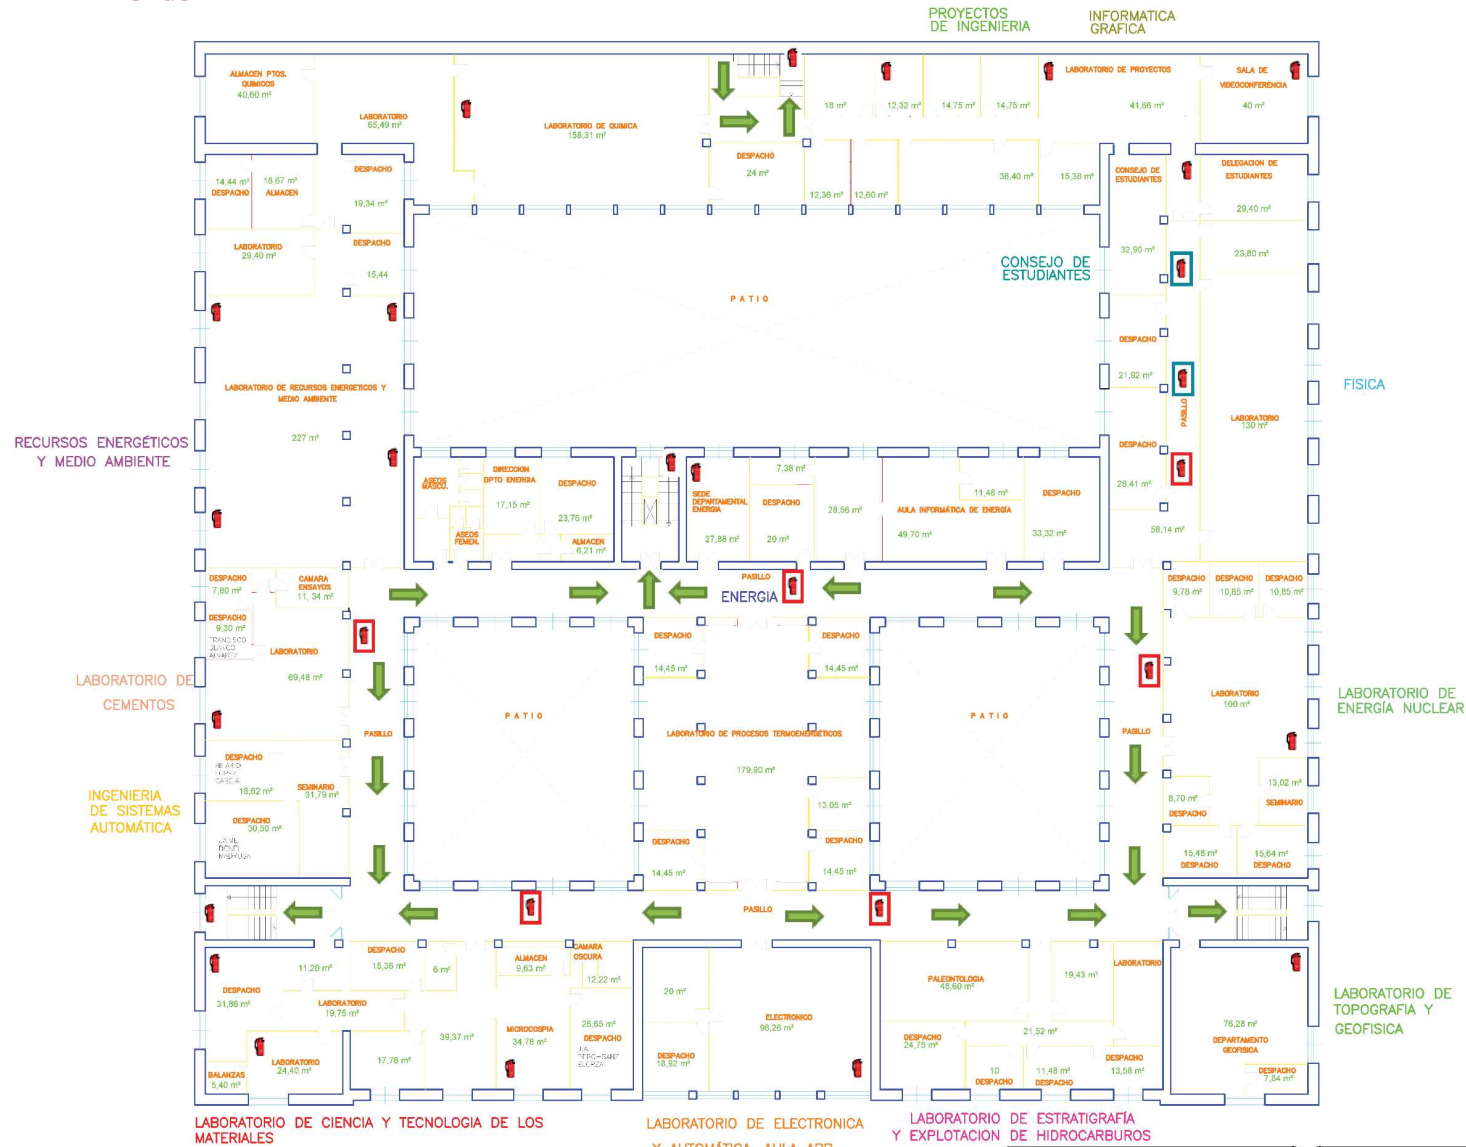 PROYECTOS
DE INGENIERIA
INFORMATICA
GRAFICA
ALMACEN PTOS.
QUIMICOS
40,60 m²
LABORATORIO
65,49 m²
LABORATORIO DE QUIMICA
158,31 m²
18 m²
12,32 m²
14,75 m²
14,75 m²
LABORATORIO DE PROYECTOS
41,66 m²
SALA DE
VIDEOCONFERENCIA
40 m²
14,44 m²
DESPACHO
18,67 m²
ALMACEN
DESPACHO
19,34 m²
DESPACHO
24 m²
12,36 m²
12,60 m²
38,40 m²
15,38 m²
CONSEJO DE
ESTUDIANTES
32,90 m²
DELEGACION DE
ESTUDIANTES
29,40 m²
LABORATORIO
29,40 m²
DESPACHO
15,44
23,80 m²
CONSEJO DE
ESTUDIANTES
PATIO
DESPACHO
21,92 m²
PASILLO
FISICA
LABORATORIO DE RECURSOS ENERGETICOS Y
MEDIO AMBIENTE
227 m²
LABORATORIO
130 m²
RECURSOS ENERGÉTICOS
Y MEDIO AMBIENTE
DESPACHO
28,41 m²
58,14 m²
ASEOS
MASCU.
ASEOS
FEMEN.
DIRECCION
DPTO ENERGIA
17,15 m²
DESPACHO
23,76 m²
ALMACEN
6,21 m²
SEDE
DEPARTAMENTAL
ENERGIA
27,88 m²
7,38 m²
DESPACHO
20 m²
28,56 m²
AULA INFORMÁTICA DE ENERGÍA
49,70 m²
11,48 m²
DESPACHO
33,32 m²
DESPACHO
7,80 m²
CAMARA
ENSAYOS
11,34 m²
PASILLO
ENERGIA
DESPACHO
9,78 m²
DESPACHO
10,85 m²
DESPACHO
10,85 m²
DESPACHO
9,30 m²
FRANCISCO
BLANCO
ALVAREZ
LABORATORIO
69,48 m²
DESPACHO
14,45 m²
DESPACHO
14,45 m²
LABORATORIO DE
CEMENTOS
LABORATORIO
100 m²
LABORATORIO DE
ENERGÍA NUCLEAR
PASILLO
PATIO
LABORATORIO DE PROCESOS TERMOENERGÉTICOS
179,90 m²
PATIO
PASILLO
DESPACHO
HILARIO
LOPEZ
GARCIA
18,62 m²
SEMINARIO
31,79 m²
INGENIERIA
DE SISTEMAS
AUTOMÁTICA
DESPACHO
30,50 m²
JAIME
MADRUGA
13,05 m²
DESPACHO
14,45 m²
DESPACHO
14,45 m²
8,70 m²
DESPACHO
13,02 m²
SEMINARIO
15,48 m²
DESPACHO
15,64 m²
DESPACHO
PASILLO
DESPACHO
31,86 m²
11,20 m²
DESPACHO
15,36 m²
6 m²
ALMACEN
9,63 m²
CAMARA
OSCURA
12,22 m²
LABORATORIO
19,75 m²
39,37 m²
MICROCOSPIA
34,78 m²
26,65 m²
DESPACHO
J.A.
ELORZA
20 m²
ELECTRONICO
96,26 m²
DESPACHO
18,92 m²
PALEONTOLOGIA
48,60 m²
19,43 m²
LABORATORIO
21,52 m²
DESPACHO
24,75 m²
10
DESPACHO
11,48 m²
DESPACHO
DESPACHO
13,58 m²
76,28 m²
DEPARTAMENTO
GEOFISICA
DESPACHO
7,84 m²
LABORATORIO DE
TOPOGRAFIA Y
GEOFISICA
LABORATORIO
24,40 m²
BALANZAS
5,40 m²
17,76 m²
LABORATORIO DE CIENCIA Y TECNOLOGIA DE LOS
MATERIALES
LABORATORIO DE ELECTRONICA
Y AUTOMÁTICA, AULA APP
LABORATORIO DE ESTRATIGRAFÍA
Y EXPLOTACION DE HIDROCARBUROS